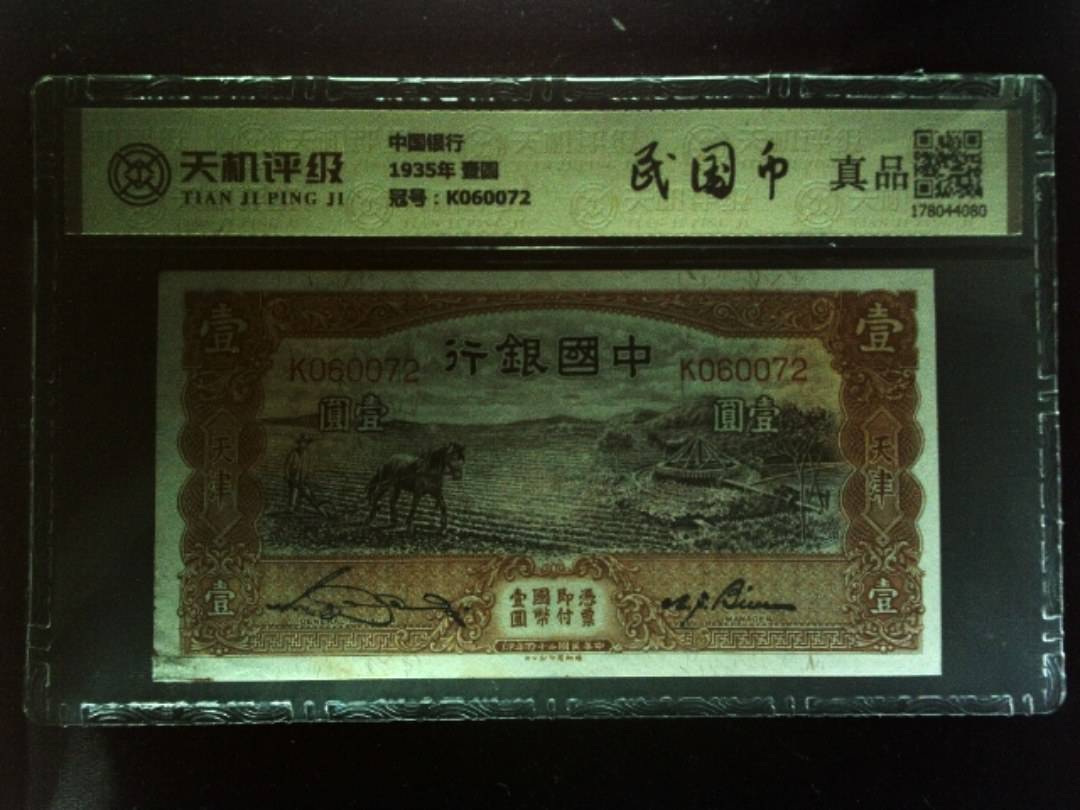 天机评级
TIAN JI PING JI
中国银行
1935年 壹圆
冠号：K060072
民国币
真品
178044080
壹
壹
中國銀行
K060072
K060072
壹圓
壹圓
天津
天津
憑票
即付
國幣
壹圓
壹
壹